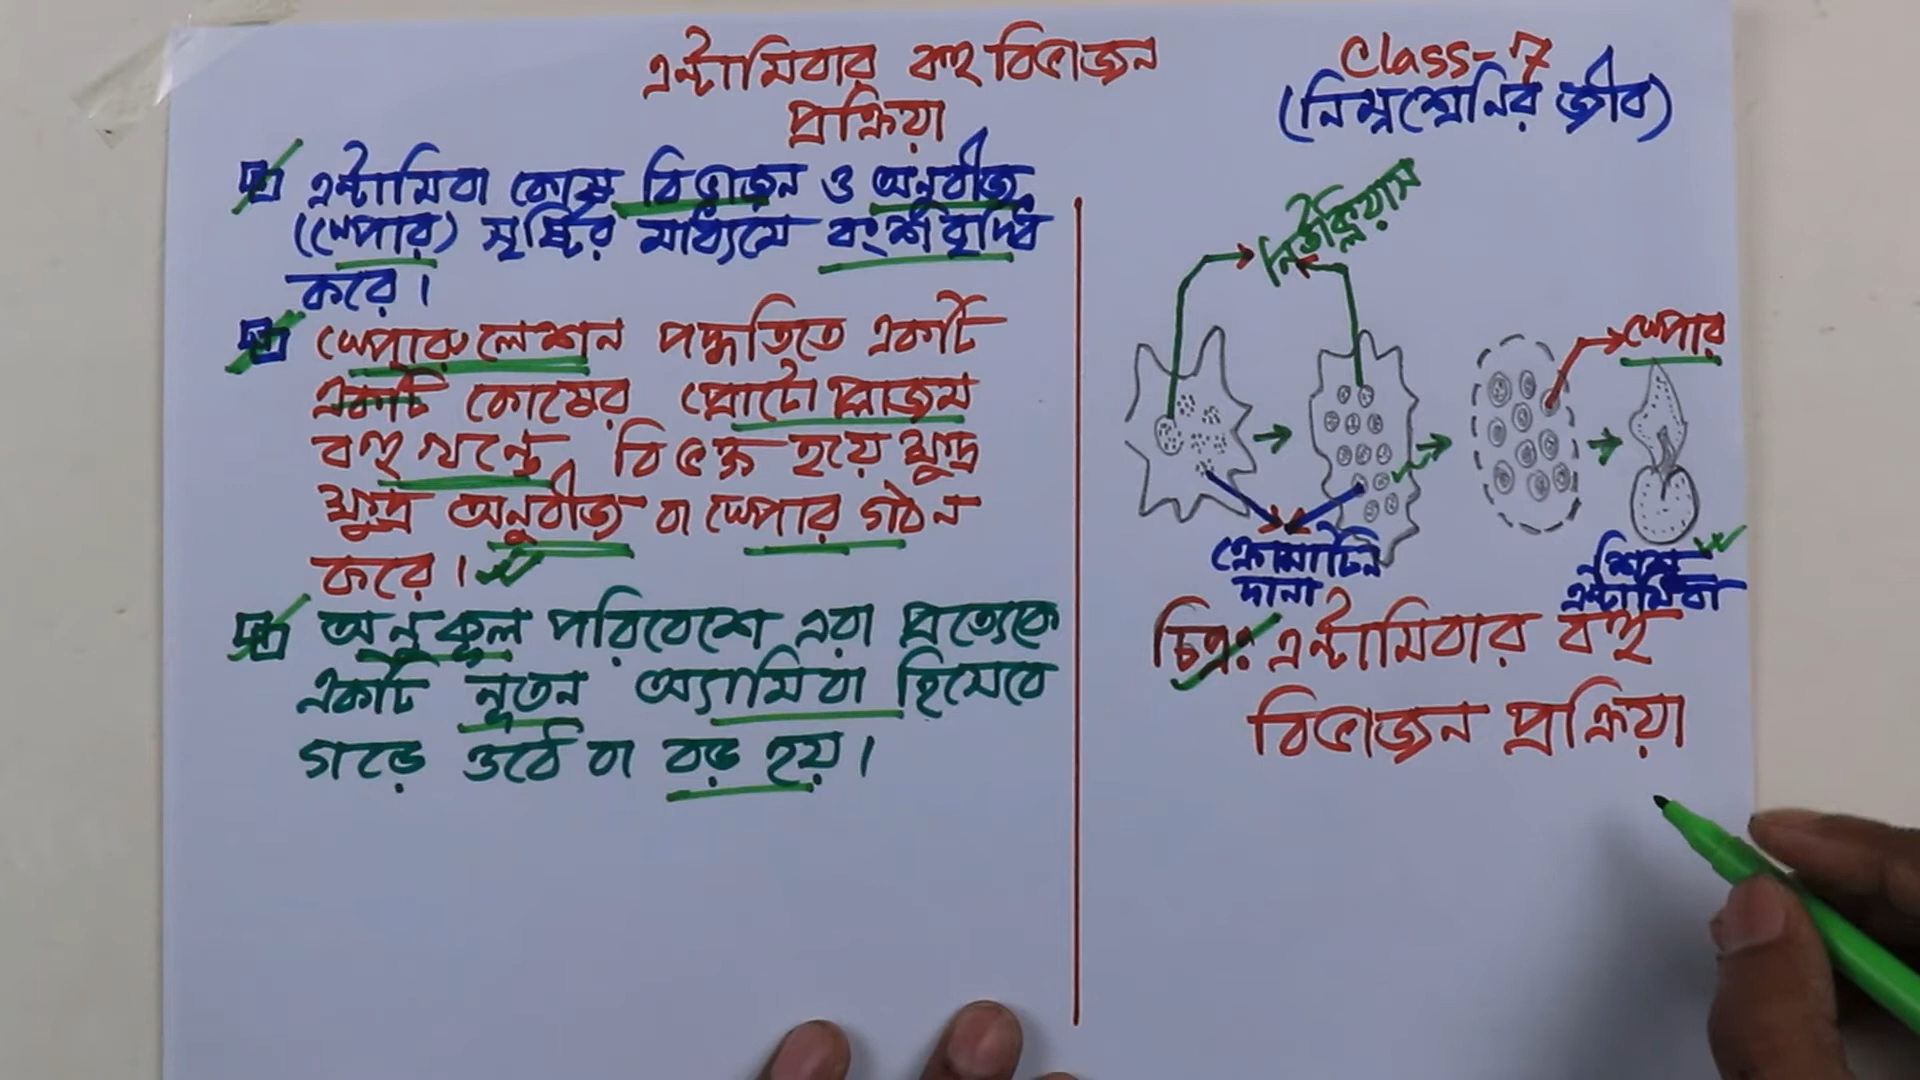 এন্টামিবার বহু বিভাজন
প্রক্রিয়া
Class-7
(নিম্নশ্রেনির জীব)
এন্টামিবা কোষ বিভাজন ও অনুবীজ
(স্পোর) সৃষ্টির মাধ্যমে বংশবৃদ্ধি
করে।
স্পোরুলেশন পদ্ধতিতে একটি
একটি কোষের প্রোটোপ্লাজম
বহু খন্ডে বিভক্ত হয়ে ক্ষুদ্র
ক্ষুদ্র অনুবীজ বা স্পোর গঠন
করে।
অনুকূল পরিবেশে এরা প্রত্যেকে
একটি নূতন অ্যামিবা হিসেবে
গড়ে ওঠে বা বড় হয়।
নিউক্লিয়াস
স্পোর
ক্রোমাটিন
দানা
শিশু
এন্টামিবা
চিত্র: এন্টামিবার বহু
বিভাজন প্রক্রিয়া